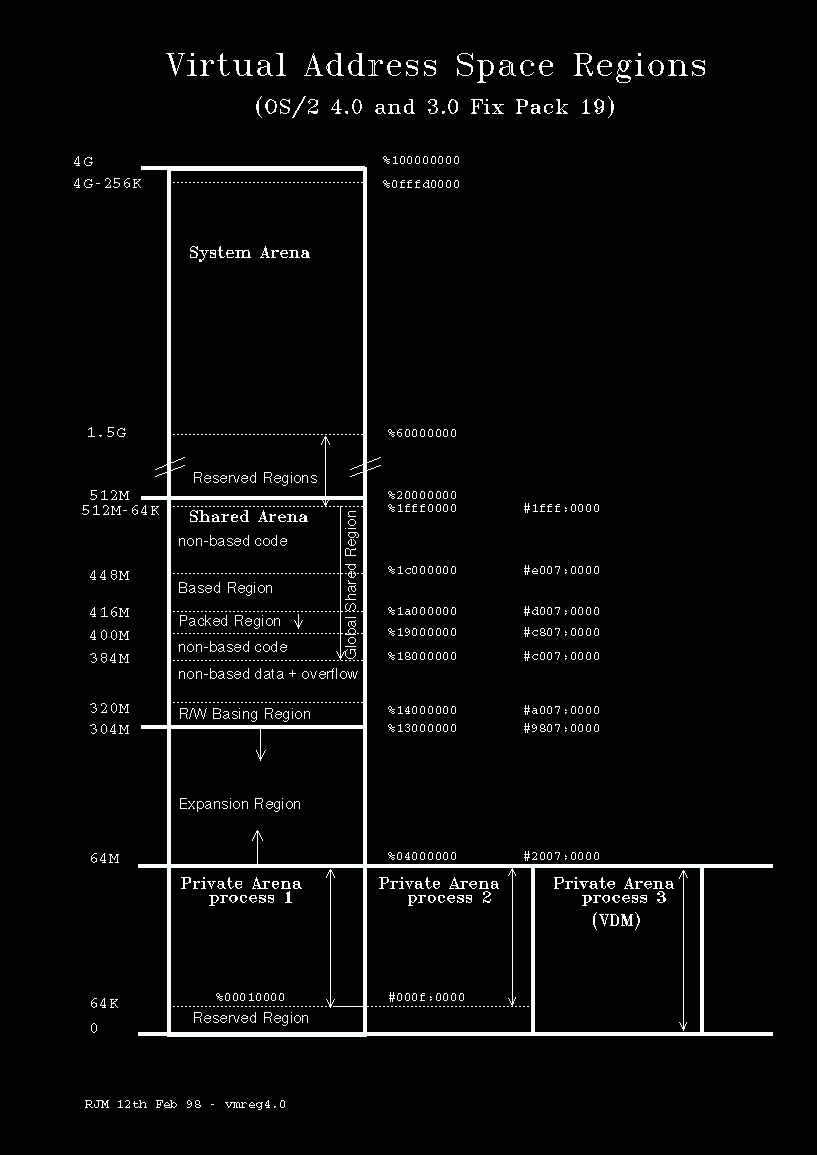 Virtual Address Space Regions
(OS/2 4.0 and 3.0 Fix Pack 19)
4G %100000000
4G-256K %0fffd0000
System Arena
1.5G %60000000
Reserved Regions
512M %20000000
512M-64K %1fff0000 #1fff:0000
Shared Arena
non-based code
Global Shared Region
448M %1c000000 #e007:0000
Based Region
416M %1a000000 #d007:0000
Packed Region
400M %19000000 #c807:0000
non-based code
384M %18000000 #c007:0000
non-based data + overflow
320M %14000000 #a007:0000
R/W Basing Region
304M %13000000 #9807:0000
Expansion Region
64M %04000000 #2007:0000
Private Arena Private Arena Private Arena
process 1 process 2 process 3
(VDM)
%00010000 #000f:0000
64K
Reserved Region
0
RJM 12th Feb 98 - vmreg4.0